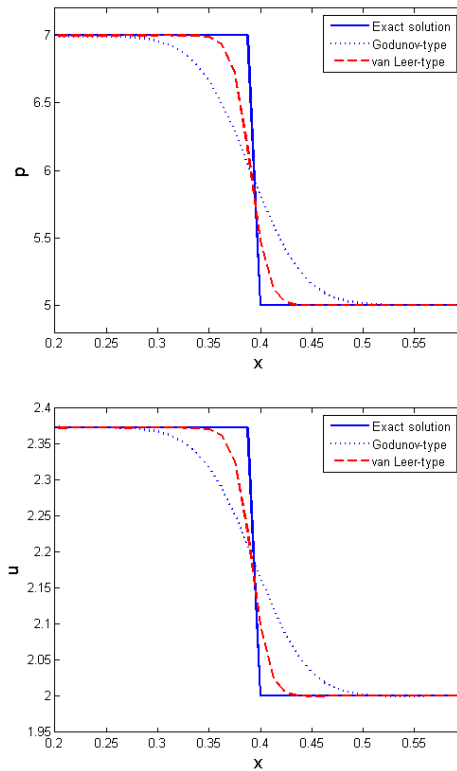 Exact solution
Godunov-type
van Leer-type
7
6.5
6
5.5
5
p
0.2 0.25 0.3 0.35 0.4 0.45 0.5 0.55
x
Exact solution
Godunov-type
van Leer-type
2.4
2.35
2.3
2.25
2.2
2.15
2.1
2.05
2
1.95
u
0.2 0.25 0.3 0.35 0.4 0.45 0.5 0.55
x